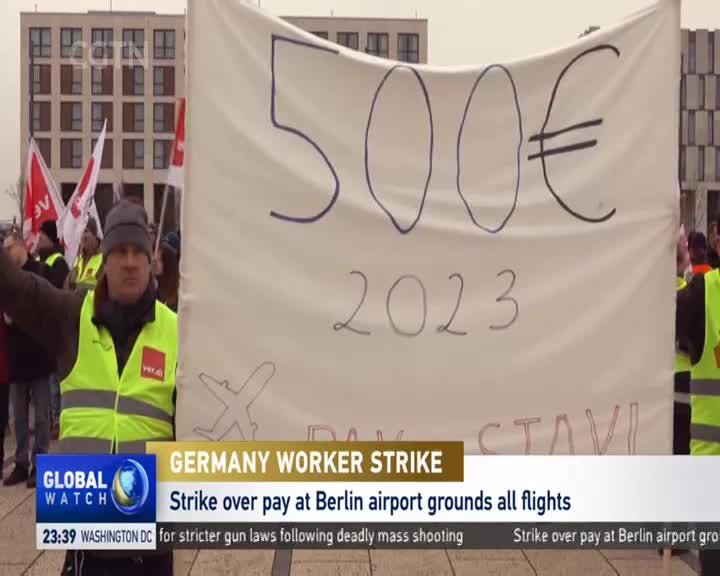 CGTN
500€
2023
ver.di
GERMANY WORKER STRIKE
GLOBAL
WATCH
Strike over pay at Berlin airport grounds all flights
23:39 WASHINGTON DC
for stricter gun laws following deadly mass shooting
Strike over pay at Berlin airport gro